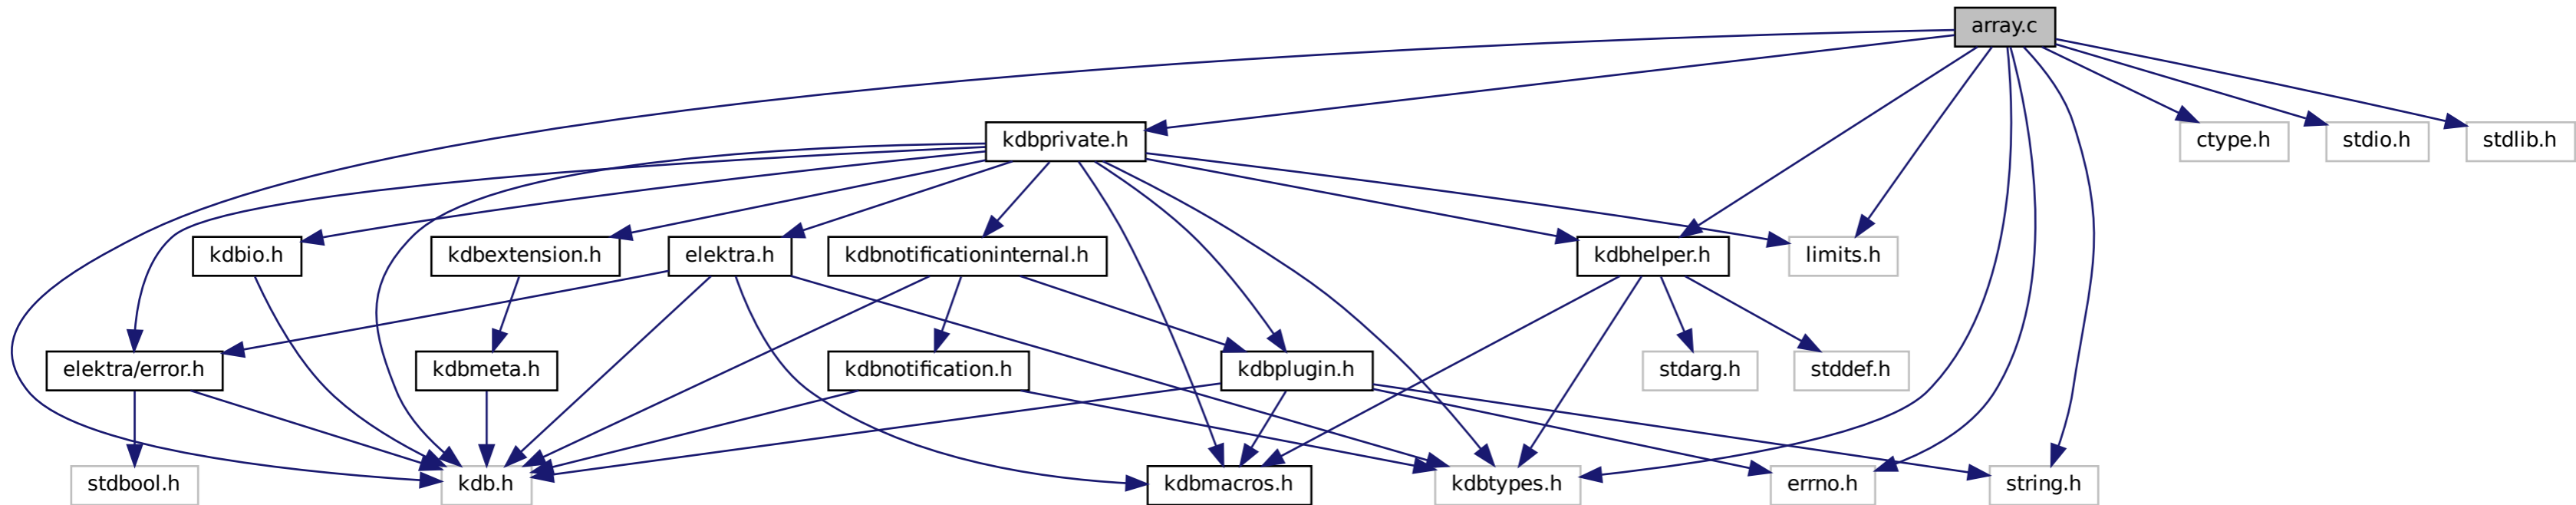 array.c
kdbprivate.h
ctype.h
stdio.h
stdlib.h
kdbio.h
kdbextension.h
elektra.h
kdbnotificationinternal.h
kdbhelper.h
limits.h
elektra/error.h
kdbmeta.h
kdbnotification.h
kdbplugin.h
stdarg.h
stddef.h
stdbool.h
kdb.h
kdbmacros.h
kdbtypes.h
errno.h
string.h